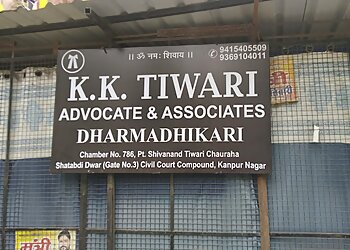 || ॐ नमः शिवाय ||
9415405509
9369104011
K.K. TIWARI
ADVOCATE & ASSOCIATES
DHARMADHIKARI
Chamber No. 786, Pt. Shivanand Tiwari Chauraha
Shatabdi Dwar (Gate No.3) Civil Court Compound, Kanpur Nagar
मंत्री